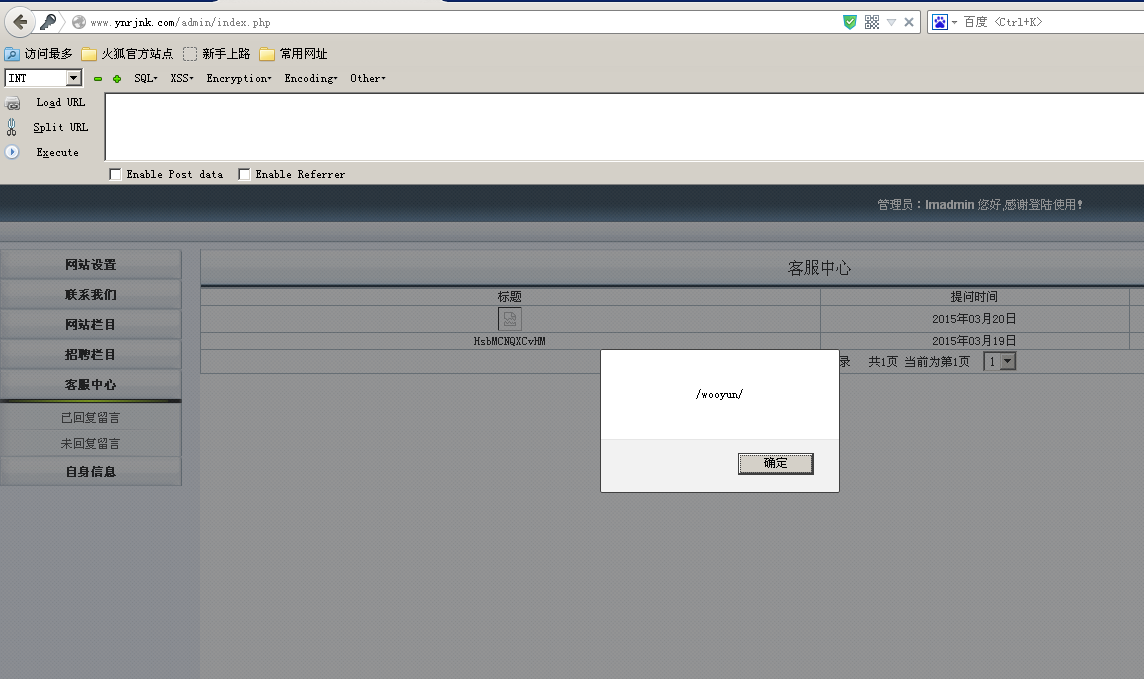 www.ynrjnk.com/admin/index.php
百度 <Ctrl+K>
访问最多 火狐官方站点 新手上路 常用网址
INT SQL XSS Encryption Encoding Other
Load URL
Split URL
Execute
Enable Post data Enable Referrer
管理员：lmadmin 您好,感谢登陆使用!
网站设置
联系我们
网站栏目
招聘栏目
客服中心
已回复留言
未回复留言
自身信息
客服中心
标题 提问时间
2015年03月20日
HsbMCNQXCvHM 2015年03月19日
录 共1页 当前为第1页 1
/wooyun/
确定